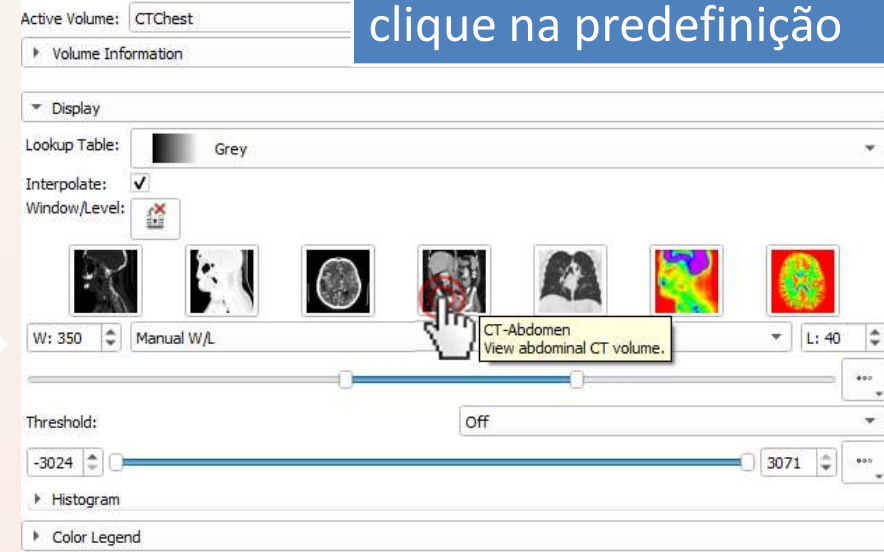 clique na predefinição
Active Volume: CTChest
Volume Information
Display
Lookup Table: Grey
Interpolate:
Window/Level:
CT-Abdomen
View abdominal CT volume.
W: 350 Manual W/L L: 40
Threshold: Off
-3024 3071
Histogram
Color Legend